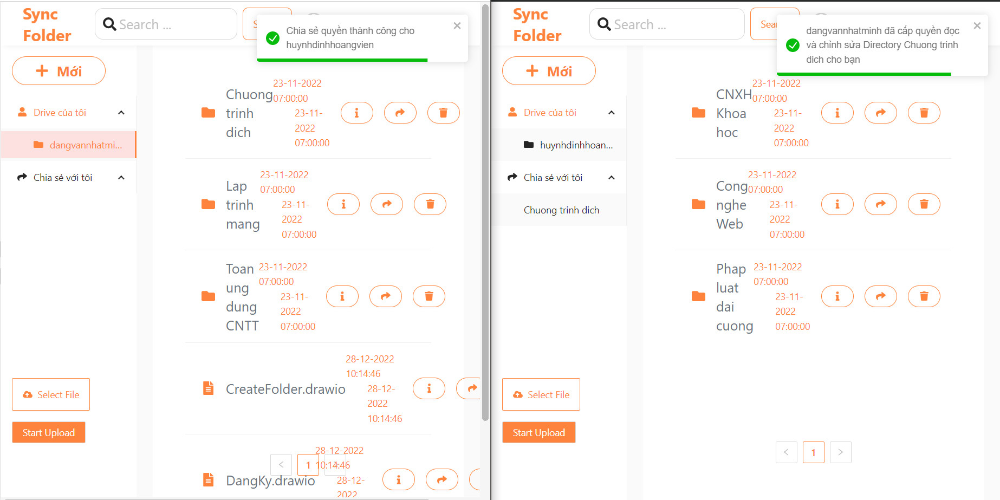 Sync
Folder
Search ...
Chia sẻ quyền thành công cho
huynhdinhhoangvien
Mới
Drive của tôi
dangvannhatmi...
Chia sẻ với tôi
Select File
Start Upload
Chuong
trinh
dich
23-11-2022
07:00:00
23-11-
2022
07:00:00
Lap
trinh
mang
23-11-2022
07:00:00
23-11-
2022
07:00:00
Toan
ung
dung
CNTT
23-11-2022
07:00:00
23-11-
2022
07:00:00
CreateFolder.drawio
28-12-2022
10:14:46
28-12-
2022
10:14:46
DangKy.drawio
28-12-2022
10:14:46
28-12-
2022
< 1 >
Sync
Folder
Search ...
Sear
dangvannhatminh đã cấp quyền đọc
và chỉnh sửa Directory Chuong trinh
dich cho bạn
Mới
Drive của tôi
huynhdinhhoan...
Chia sẻ với tôi
Chuong trinh dich
Select File
Start Upload
CNXH
Khoa
hoc
23-11-2022
07:00:00
23-11-
2022
07:00:00
Cong
nghe
Web
23-11-2022
07:00:00
23-11-
2022
07:00:00
Phap
luat
dai
cuong
23-11-2022
07:00:00
23-11-
2022
07:00:00
< 1 >